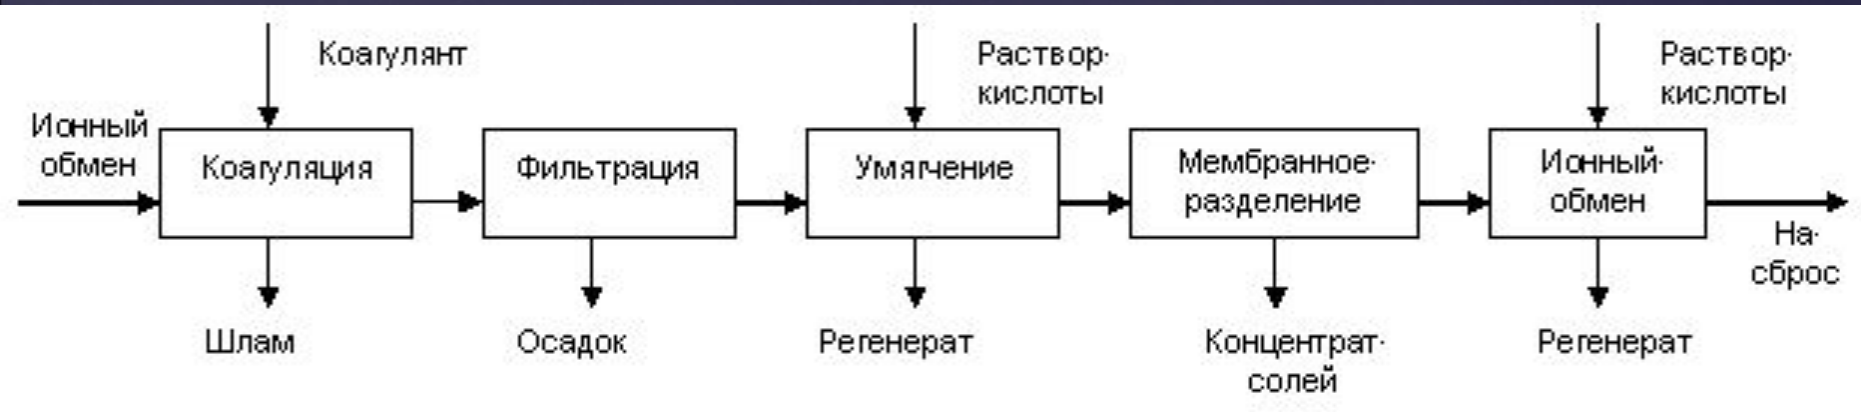 Коагулянт
Раствор·
кислоты
Раствор·
кислоты
Ионный
обмен
Коагуляция
Фильтрация
Умягчение
Мембранное·
разделение
Ионный·
обмен
На·
сброс
Шлам
Осадок
Регенерат
Концентрат·
солей
Регенерат